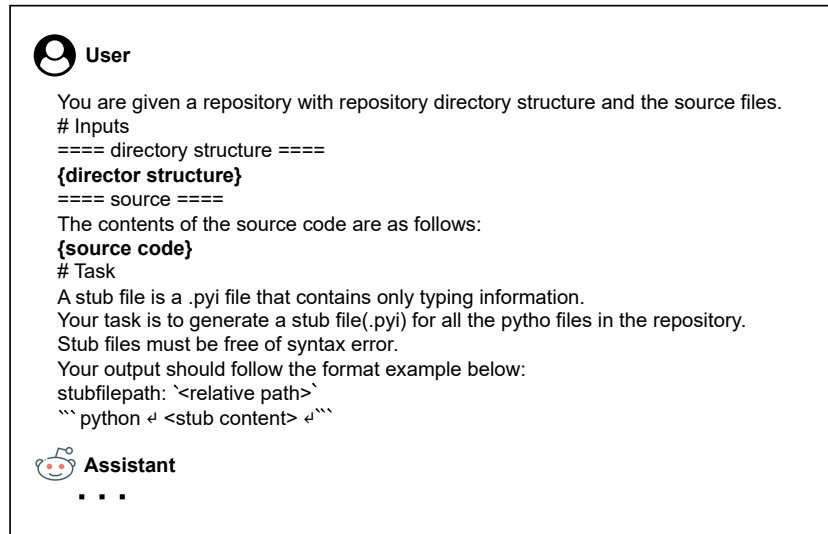 User
You are given a repository with repository directory structure and the source files.
# Inputs
==== directory structure ====
{director structure}
==== source ====
The contents of the source code are as follows:
{source code}
# Task
A stub file is a .pyi file that contains only typing information.
Your task is to generate a stub file(.pyi) for all the pytho files in the repository.
Stub files must be free of syntax error.
Your output should follow the format example below:
stubfilepath: `<relative path>`
``` python ↵ <stub content> ↵```
Assistant
. . .